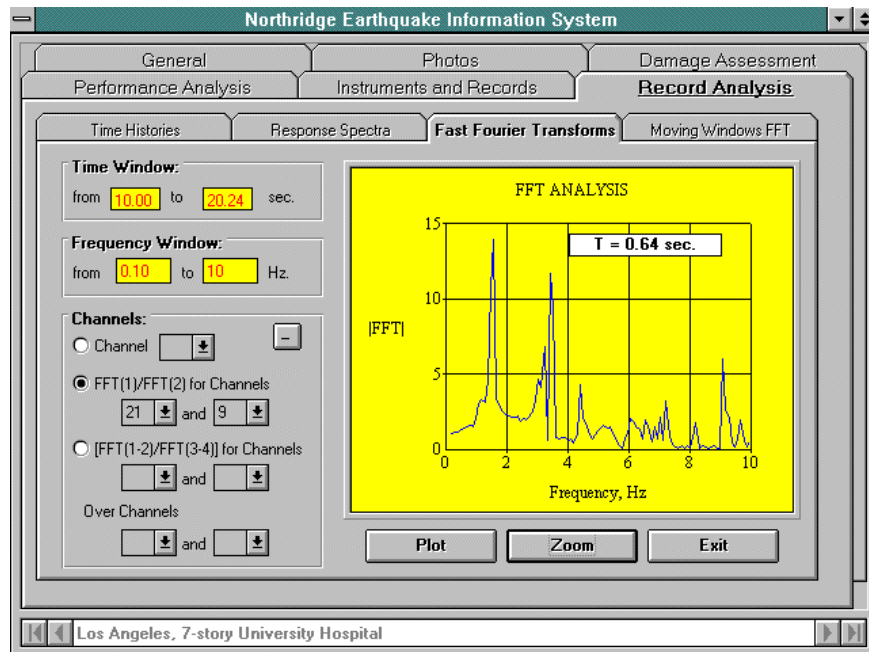 Northridge Earthquake Information System
General Photos Damage Assessment
Performance Analysis Instruments and Records Record Analysis
Time Histories Response Spectra Fast Fourier Transforms Moving Windows FFT
Time Window:
from 10.00 to 20.24 sec.
Frequency Window:
from 0.10 to 10 Hz.
Channels:
Channel
FFT(1)/FFT(2) for Channels
21 and 9
[FFT(1-2)/FFT(3-4)] for Channels
and
Over Channels
and
FFT ANALYSIS
T = 0.64 sec.
15
10
|FFT|
5
0
0 2 4 6 8 10
Frequency, Hz
Plot Zoom Exit
Los Angeles, 7-story University Hospital